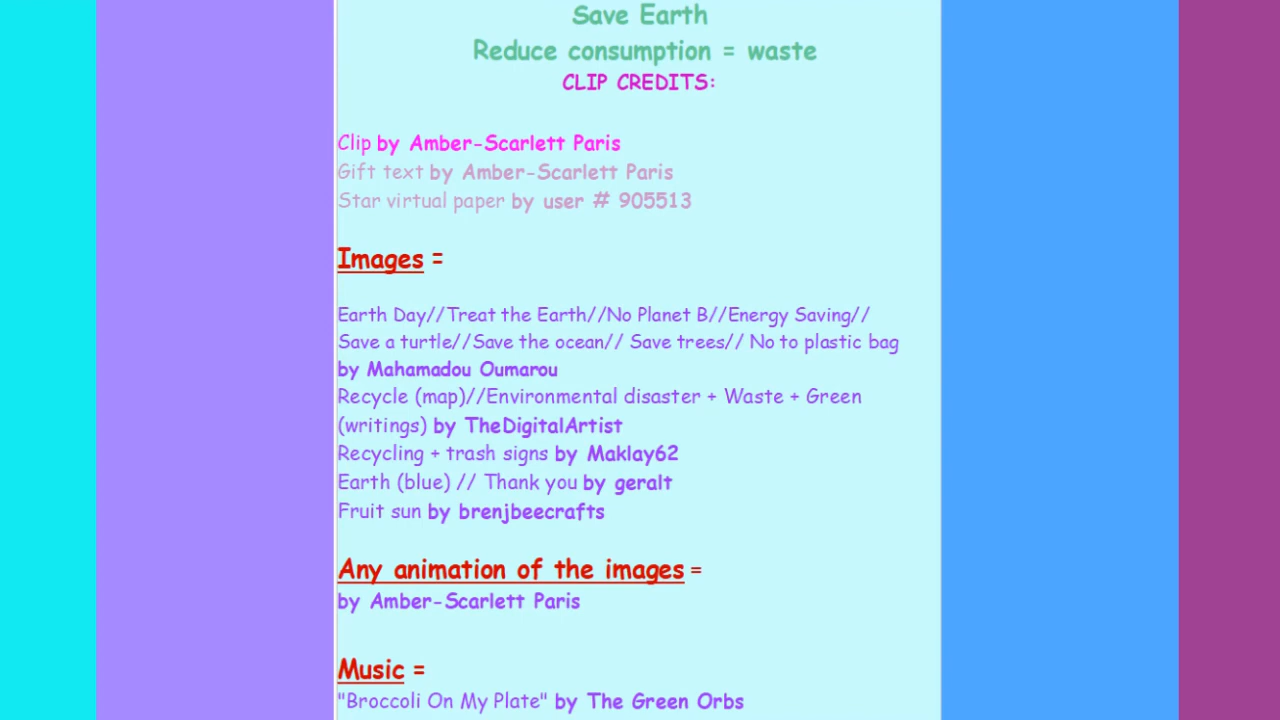 Save Earth
Reduce consumption = waste
CLIP CREDITS:
Clip by Amber-Scarlett Paris
Gift text by Amber-Scarlett Paris
Star virtual paper by user # 905513
Images =
Earth Day//Treat the Earth//No Planet B//Energy Saving//
Save a turtle//Save the ocean// Save trees// No to plastic bag
by Mahamadou Oumarou
Recycle (map)//Environmental disaster + Waste + Green
(writings) by TheDigitalArtist
Recycling + trash signs by Maklay62
Earth (blue) // Thank you by geralt
Fruit sun by brenjbeecrafts
Any animation of the images =
by Amber-Scarlett Paris
Music =
"Broccoli On My Plate" by The Green Orbs